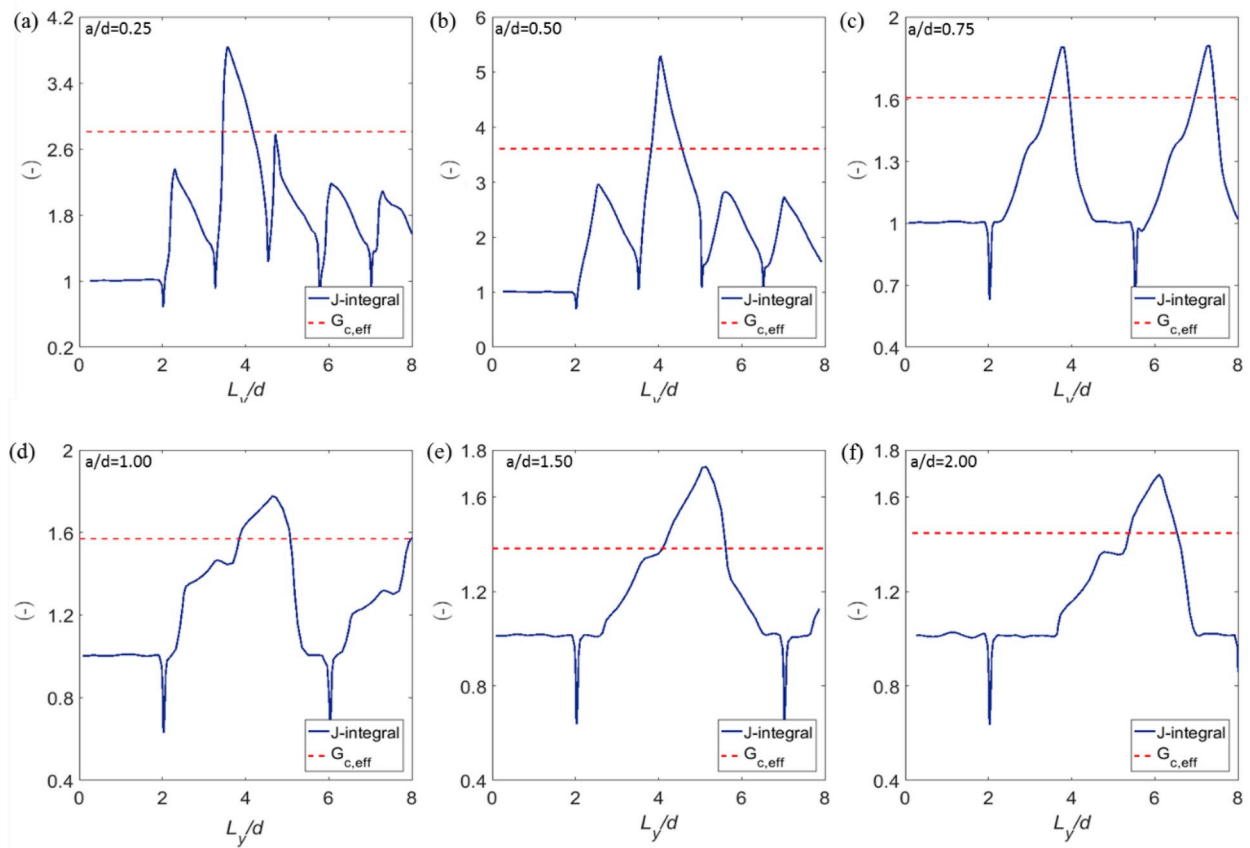 (a)
a/d=0.25
4.2
3.4
2.6
1.8
1
0.2
(-)
J-integral
G_c,eff
0 2 4 6 8
L_y/d
(b)
a/d=0.50
6
5
4
3
2
1
0
(-)
J-integral
G_c,eff
0 2 4 6 8
L_y/d
(c)
a/d=0.75
2
1.6
1.3
1
0.7
0.4
(-)
J-integral
G_c,eff
0 2 4 6 8
L_y/d
(d)
a/d=1.00
2
1.6
1.2
0.8
0.4
(-)
J-integral
G_c,eff
0 2 4 6 8
L_y/d
(e)
a/d=1.50
1.8
1.6
1.4
1.2
1
0.8
0.6
0.4
(-)
J-integral
G_c,eff
0 2 4 6 8
L_y/d
(f)
a/d=2.00
1.8
1.6
1.4
1.2
1
0.8
0.6
0.4
(-)
J-integral
G_c,eff
0 2 4 6 8
L_y/d